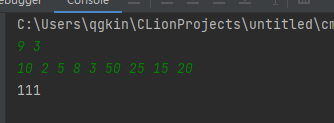 ebugger
Console
C:\Users\qgkin\CLionProjects\untitled\cm
9 3
10 2 5 8 3 50 25 15 20
111